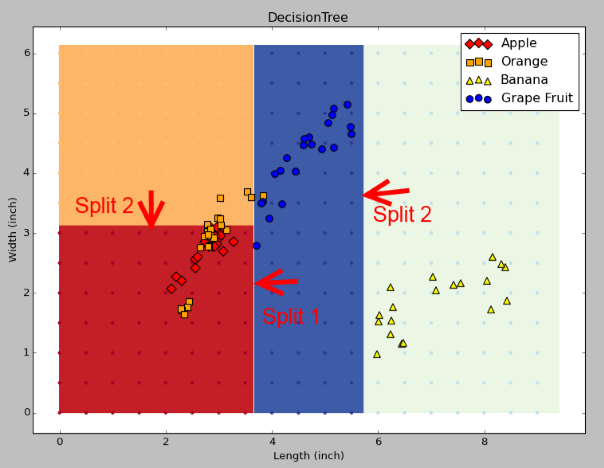 DecisionTree
Apple
Orange
Banana
Grape Fruit
Split 2
Split 2
Split 1
Width (inch)
6
5
4
3
2
1
0
0
2
4
6
8
Length (inch)